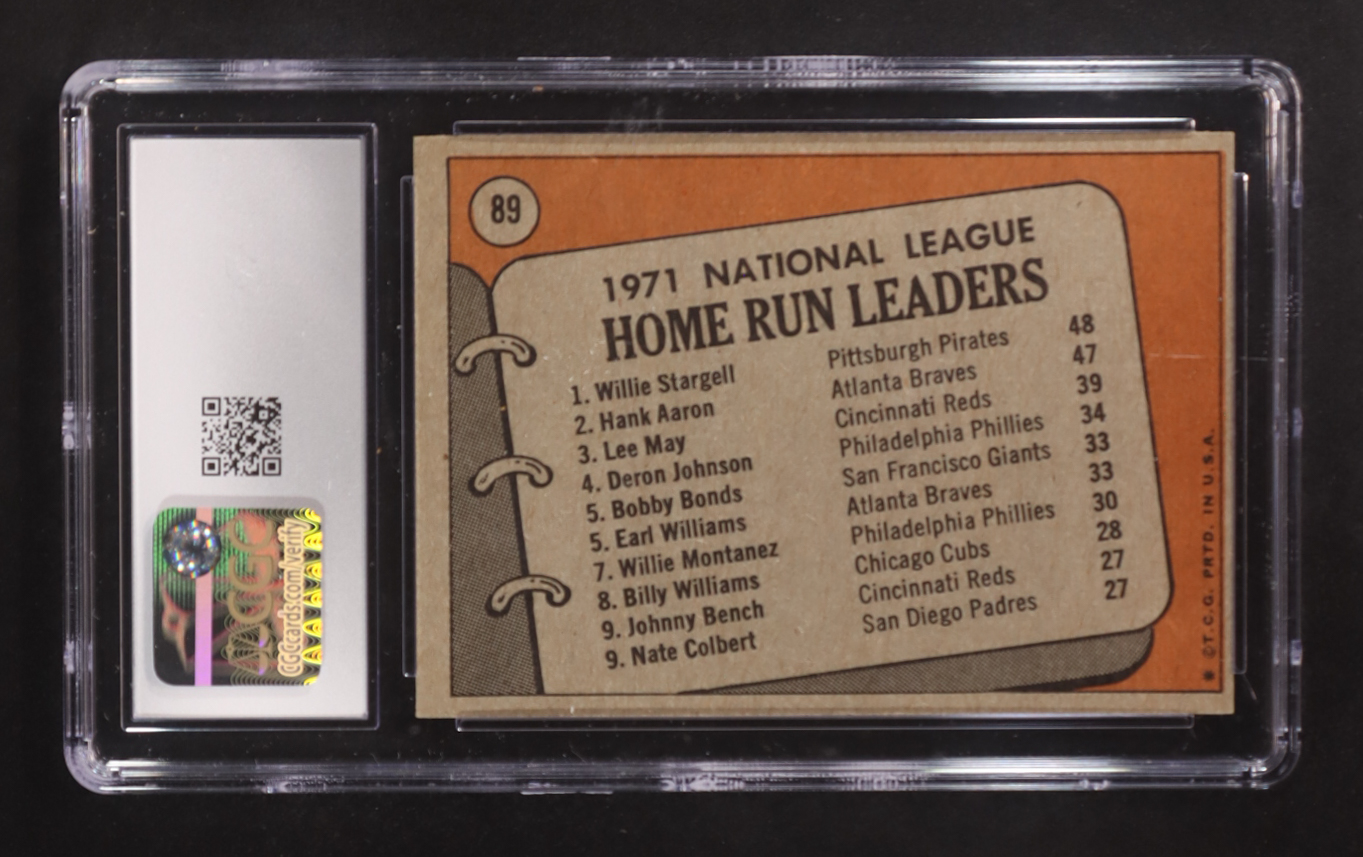 89
1971 NATIONAL LEAGUE
HOME RUN LEADERS
1. Willie Stargell Pittsburgh Pirates 48
2. Hank Aaron Atlanta Braves 47
3. Lee May Cincinnati Reds 39
4. Deron Johnson Philadelphia Phillies 34
5. Bobby Bonds San Francisco Giants 33
5. Earl Williams Atlanta Braves 33
7. Willie Montanez Philadelphia Phillies 30
8. Billy Williams Chicago Cubs 28
9. Johnny Bench Cincinnati Reds 27
9. Nate Colbert San Diego Padres 27
* ©T.C.G. PRTD. IN U.S.A.
CGCcards.com/verify